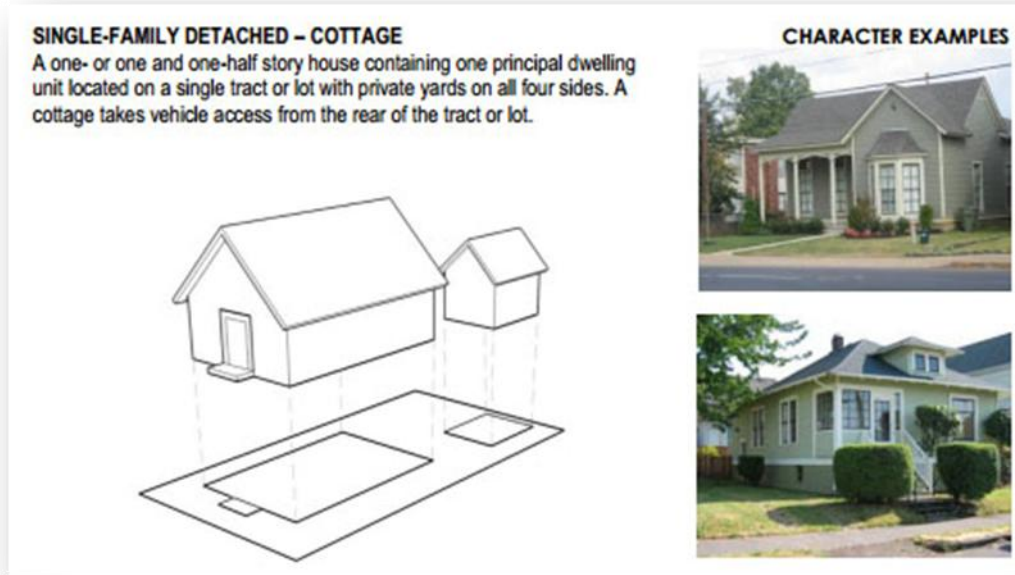 SINGLE-FAMILY DETACHED – COTTAGE
A one- or one and one-half story house containing one principal dwelling
unit located on a single tract or lot with private yards on all four sides. A
cottage takes vehicle access from the rear of the tract or lot.
CHARACTER EXAMPLES